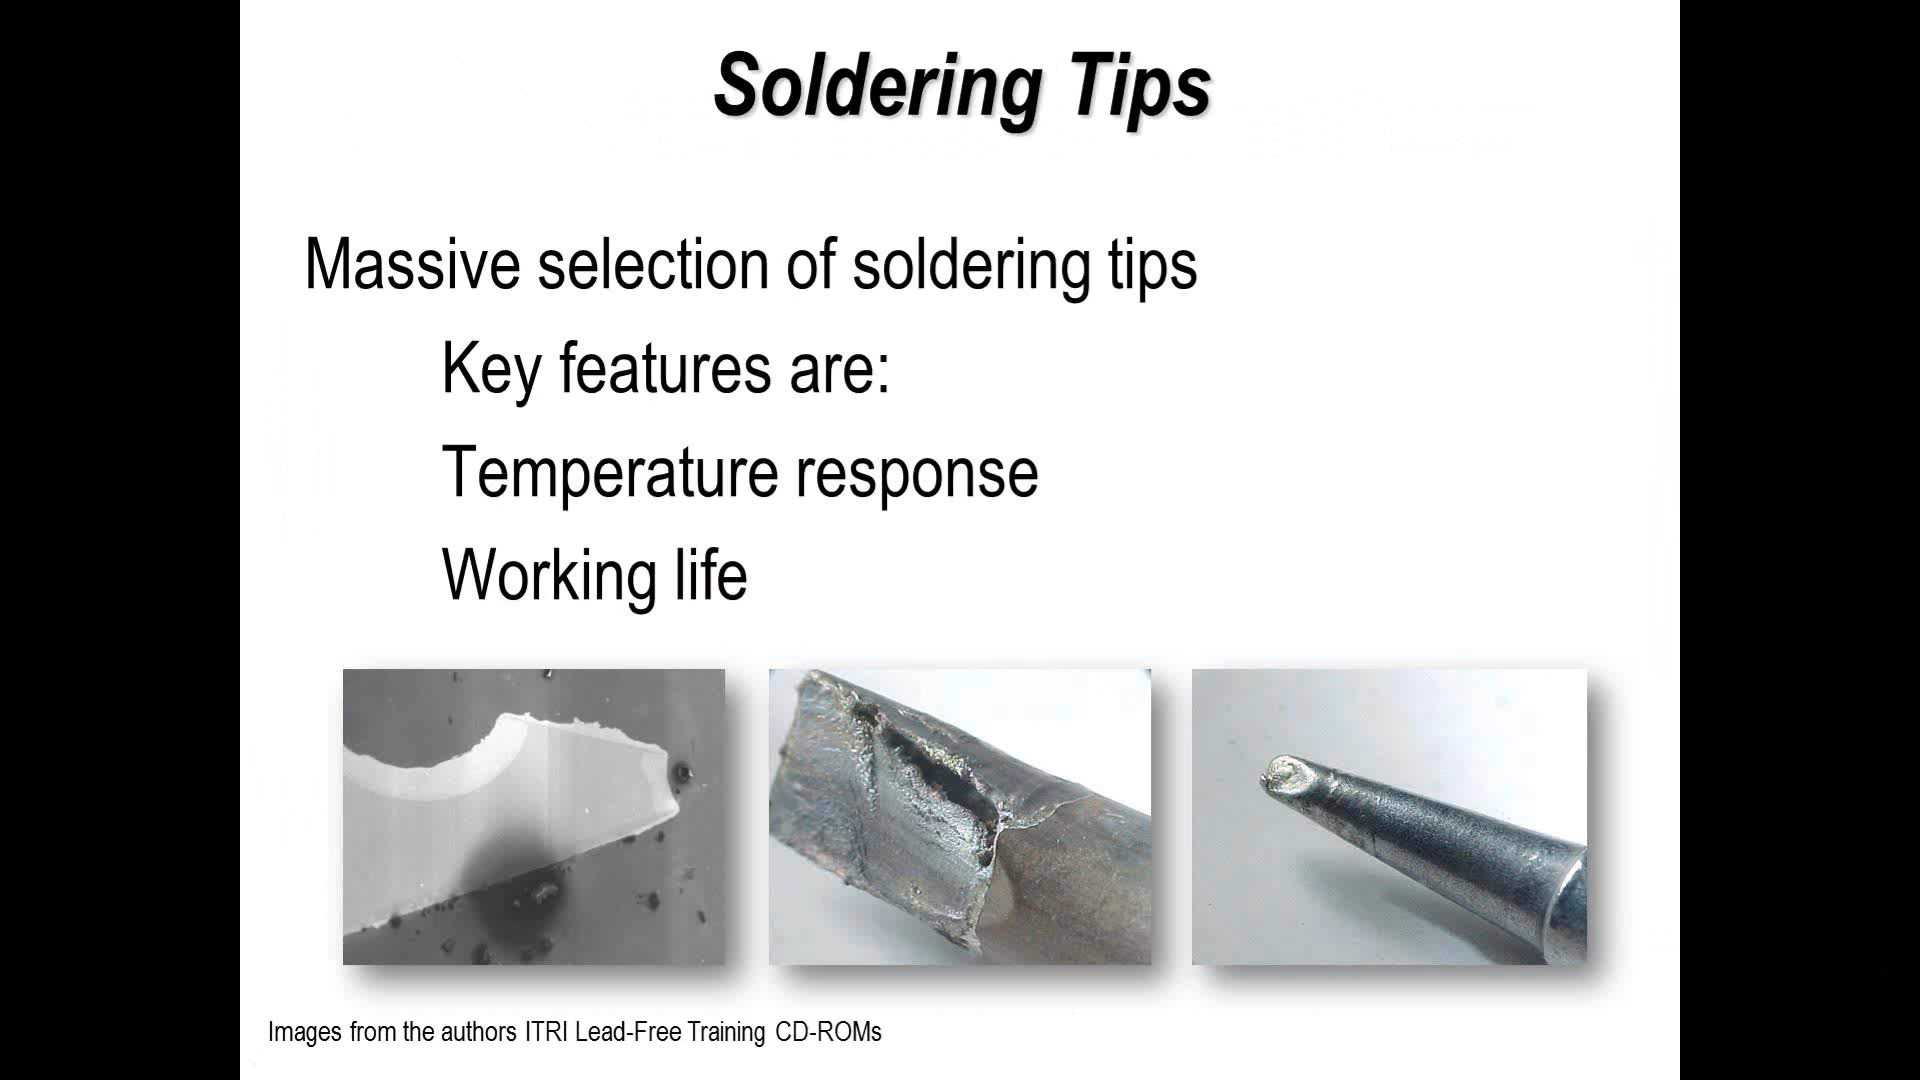 Soldering Tips
Massive selection of soldering tips
Key features are:
Temperature response
Working life
Images from the authors ITRI Lead-Free Training CD-ROMs